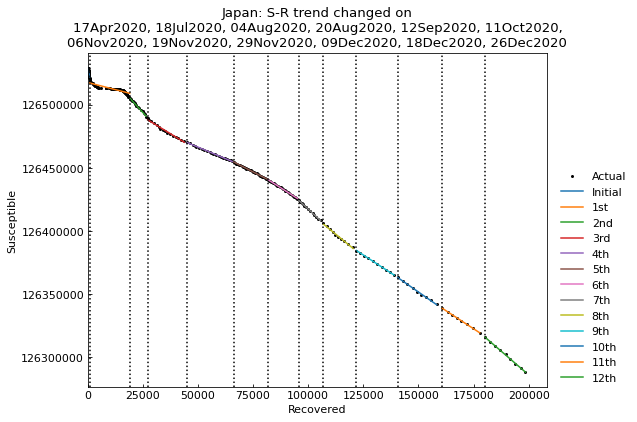 Japan: S-R trend changed on
17Apr2020, 18Jul2020, 04Aug2020, 20Aug2020, 12Sep2020, 11Oct2020,
06Nov2020, 19Nov2020, 29Nov2020, 09Dec2020, 18Dec2020, 26Dec2020
126500000
126450000
126400000
126350000
126300000
Susceptible
0
25000
50000
75000
100000
125000
150000
175000
200000
Recovered
Actual
Initial
1st
2nd
3rd
4th
5th
6th
7th
8th
9th
10th
11th
12th